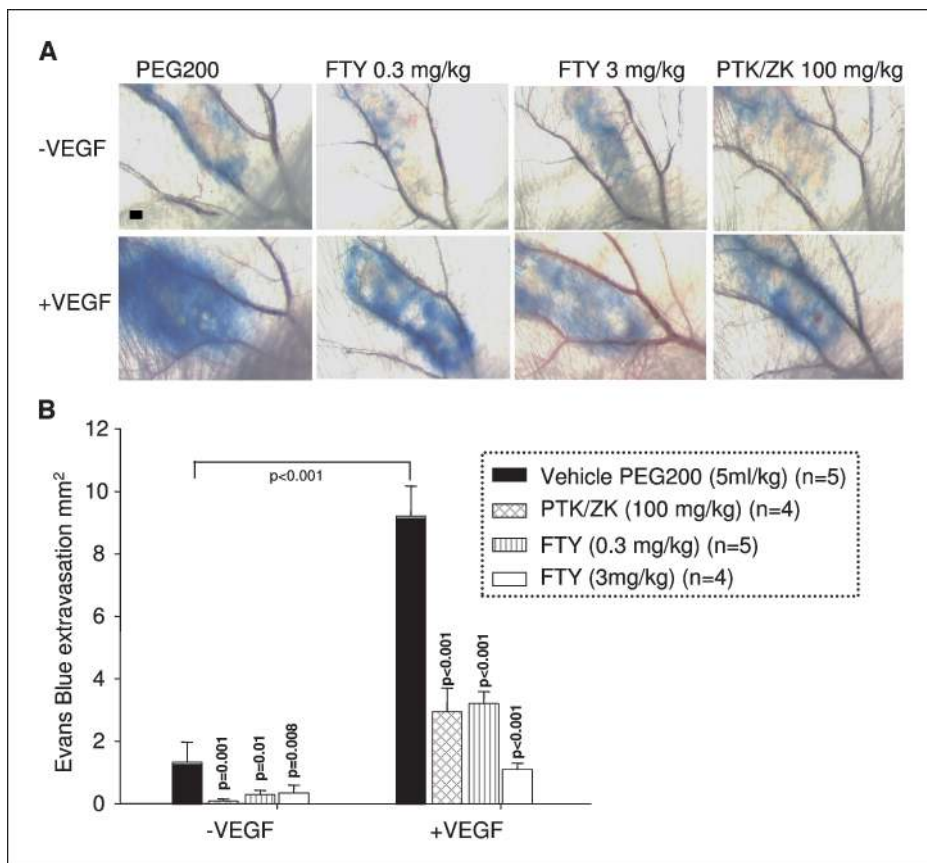 A
PEG200 FTY 0.3 mg/kg FTY 3 mg/kg PTK/ZK 100 mg/kg
-VEGF
+VEGF
B
12
10
8
6
4
2
0
Evans Blue extravasation mm²
p<0.001
p=0.001
p=0.01
p=0.008
p<0.001
p<0.001
p<0.001
-VEGF +VEGF
Vehicle PEG200 (5ml/kg) (n=5)
PTK/ZK (100 mg/kg) (n=4)
FTY (0.3 mg/kg) (n=5)
FTY (3mg/kg) (n=4)